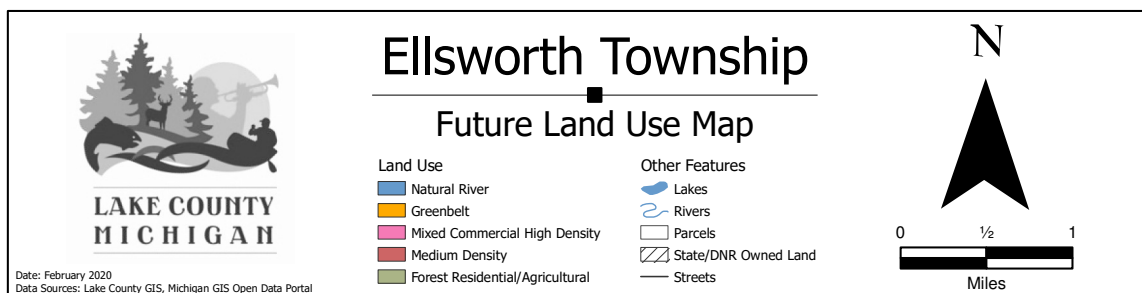 Ellsworth Township
Future Land Use Map
LAKE COUNTY
MICHIGAN
Date: February 2020
Data Sources: Lake County GIS, Michigan GIS Open Data Portal
Land Use
Natural River
Greenbelt
Mixed Commercial High Density
Medium Density
Forest Residential/Agricultural
Other Features
Lakes
Rivers
Parcels
State/DNR Owned Land
Streets
N
0 ½ 1
Miles